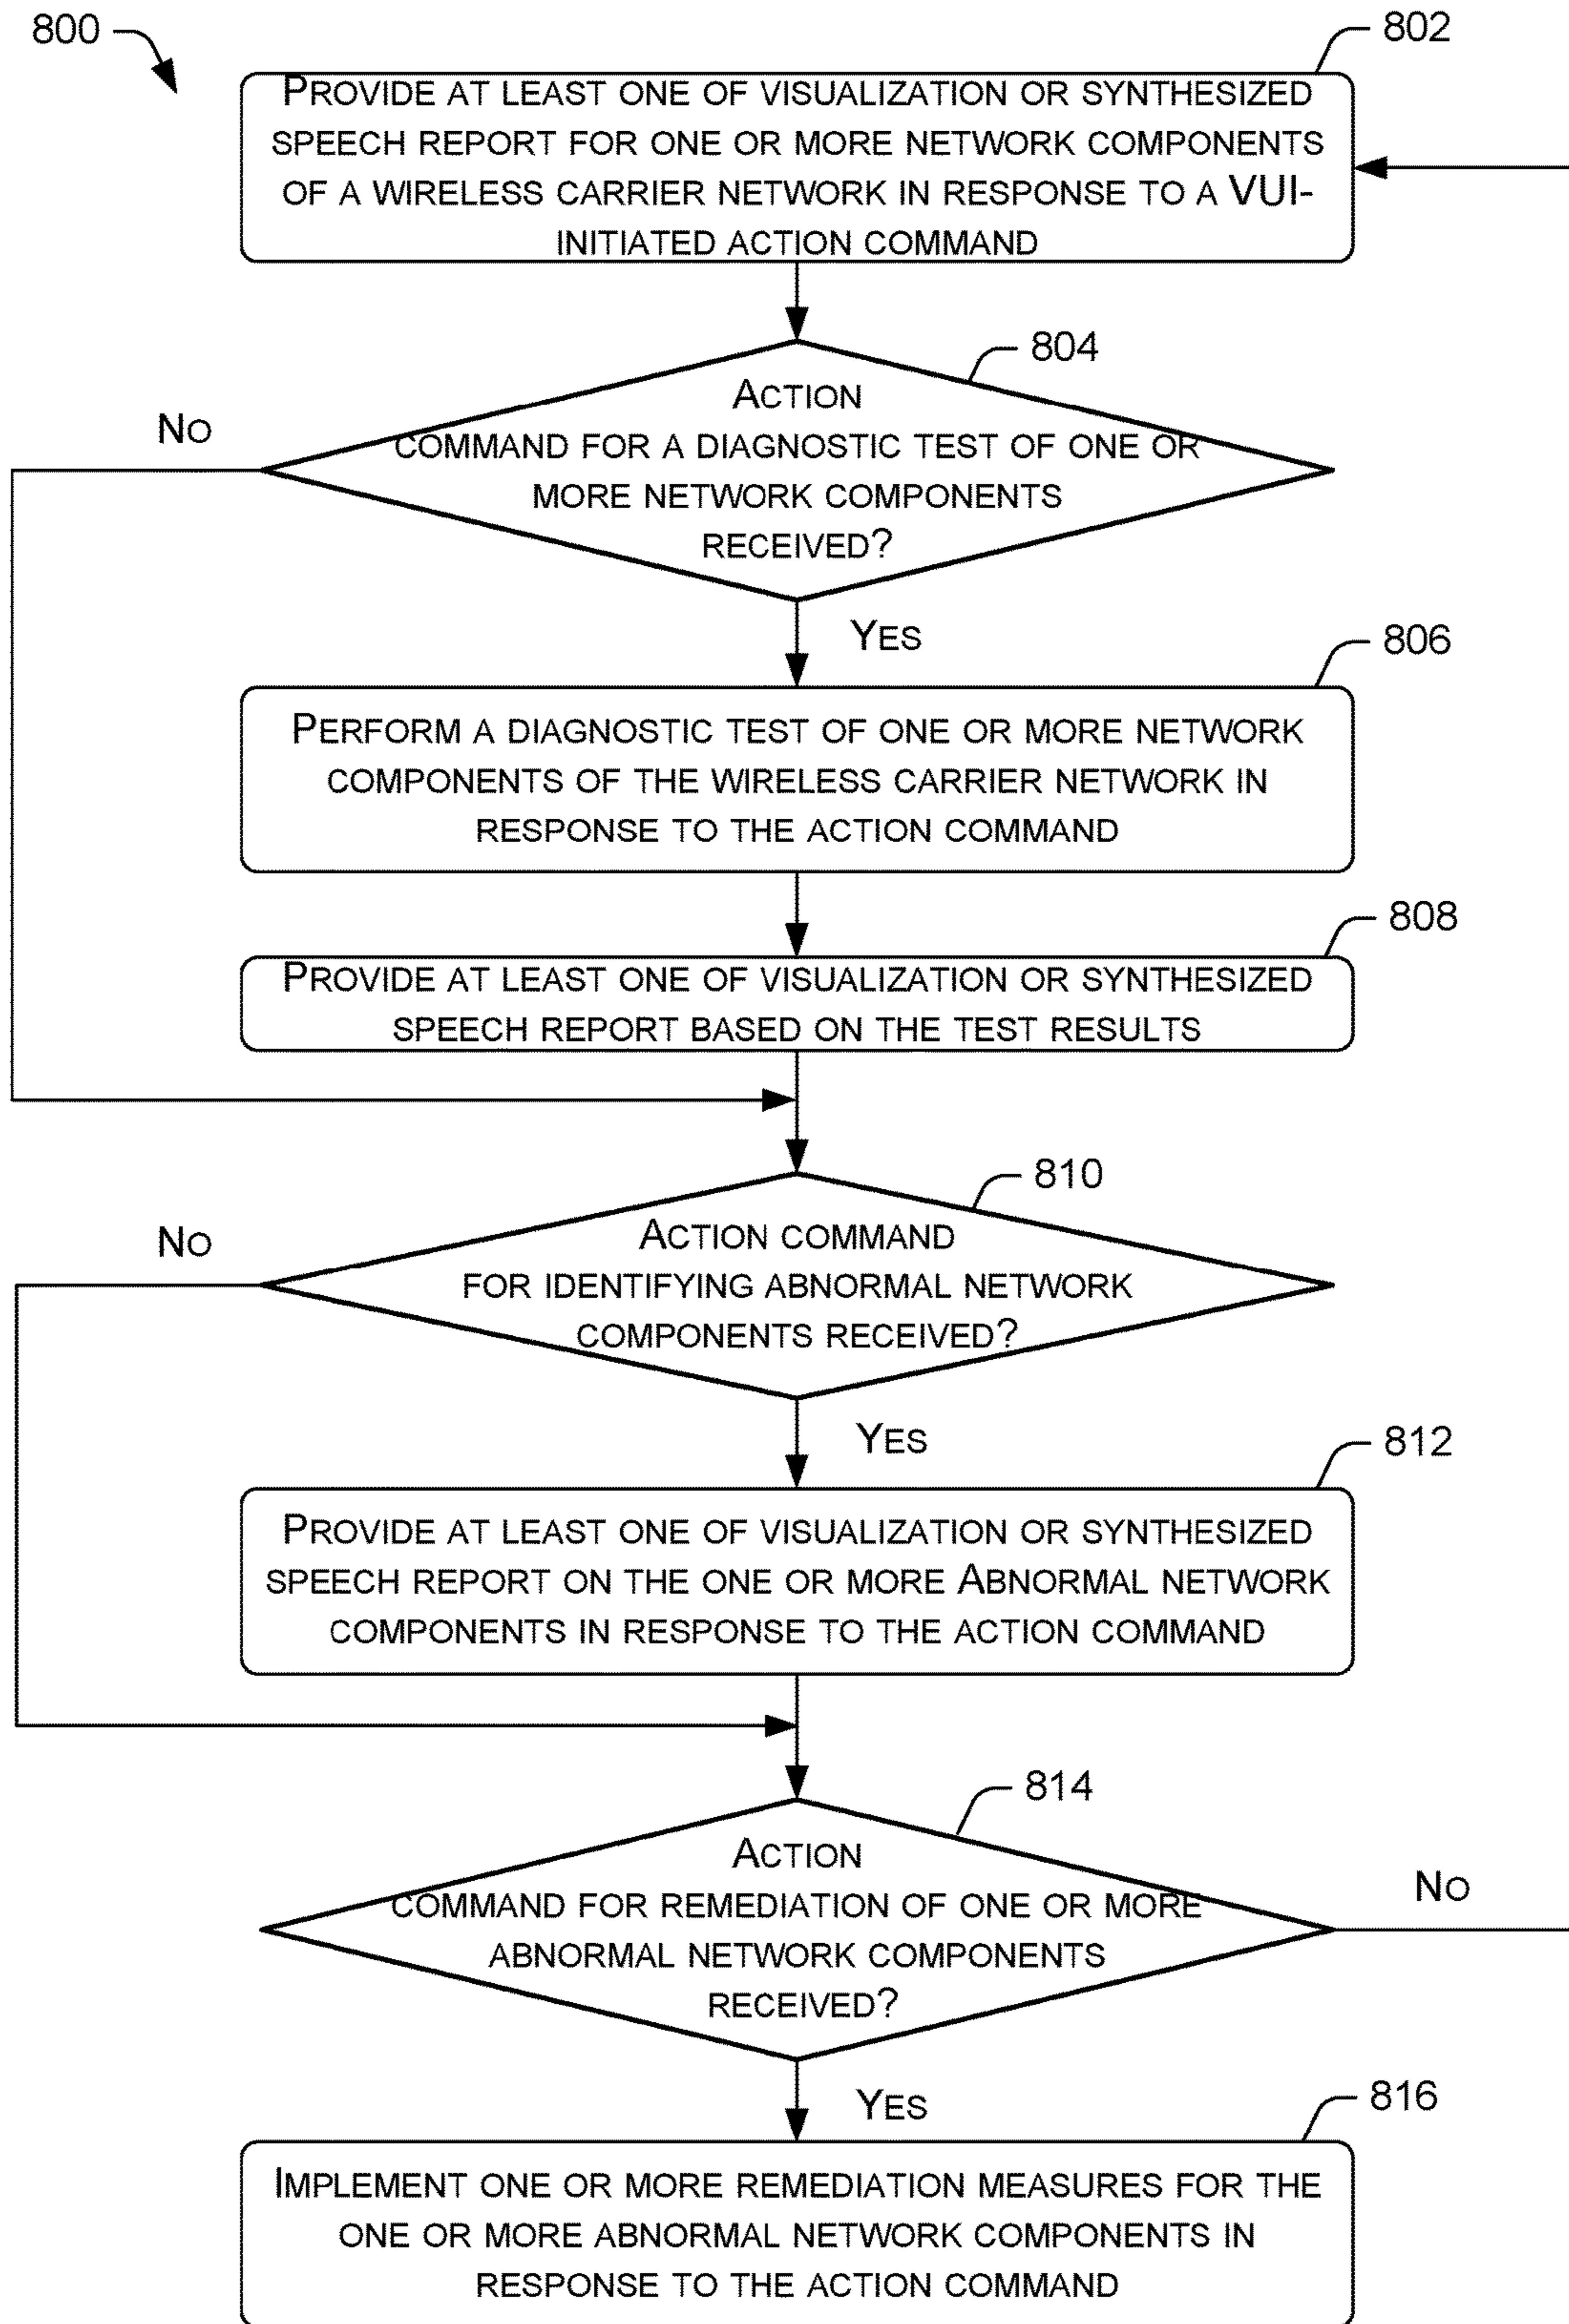 800
802
PROVIDE AT LEAST ONE OF VISUALIZATION OR SYNTHESIZED
SPEECH REPORT FOR ONE OR MORE NETWORK COMPONENTS
OF A WIRELESS CARRIER NETWORK IN RESPONSE TO A VUI-
INITIATED ACTION COMMAND
804
ACTION
COMMAND FOR A DIAGNOSTIC TEST OF ONE OR
MORE NETWORK COMPONENTS
RECEIVED?
NO
YES
806
PERFORM A DIAGNOSTIC TEST OF ONE OR MORE NETWORK
COMPONENTS OF THE WIRELESS CARRIER NETWORK IN
RESPONSE TO THE ACTION COMMAND
808
PROVIDE AT LEAST ONE OF VISUALIZATION OR SYNTHESIZED
SPEECH REPORT BASED ON THE TEST RESULTS
810
NO
ACTION COMMAND
FOR IDENTIFYING ABNORMAL NETWORK
COMPONENTS RECEIVED?
YES
812
PROVIDE AT LEAST ONE OF VISUALIZATION OR SYNTHESIZED
SPEECH REPORT ON THE ONE OR MORE ABNORMAL NETWORK
COMPONENTS IN RESPONSE TO THE ACTION COMMAND
814
ACTION
COMMAND FOR REMEDIATION OF ONE OR MORE
ABNORMAL NETWORK COMPONENTS
RECEIVED?
NO
YES
816
IMPLEMENT ONE OR MORE REMEDIATION MEASURES FOR THE
ONE OR MORE ABNORMAL NETWORK COMPONENTS IN
RESPONSE TO THE ACTION COMMAND